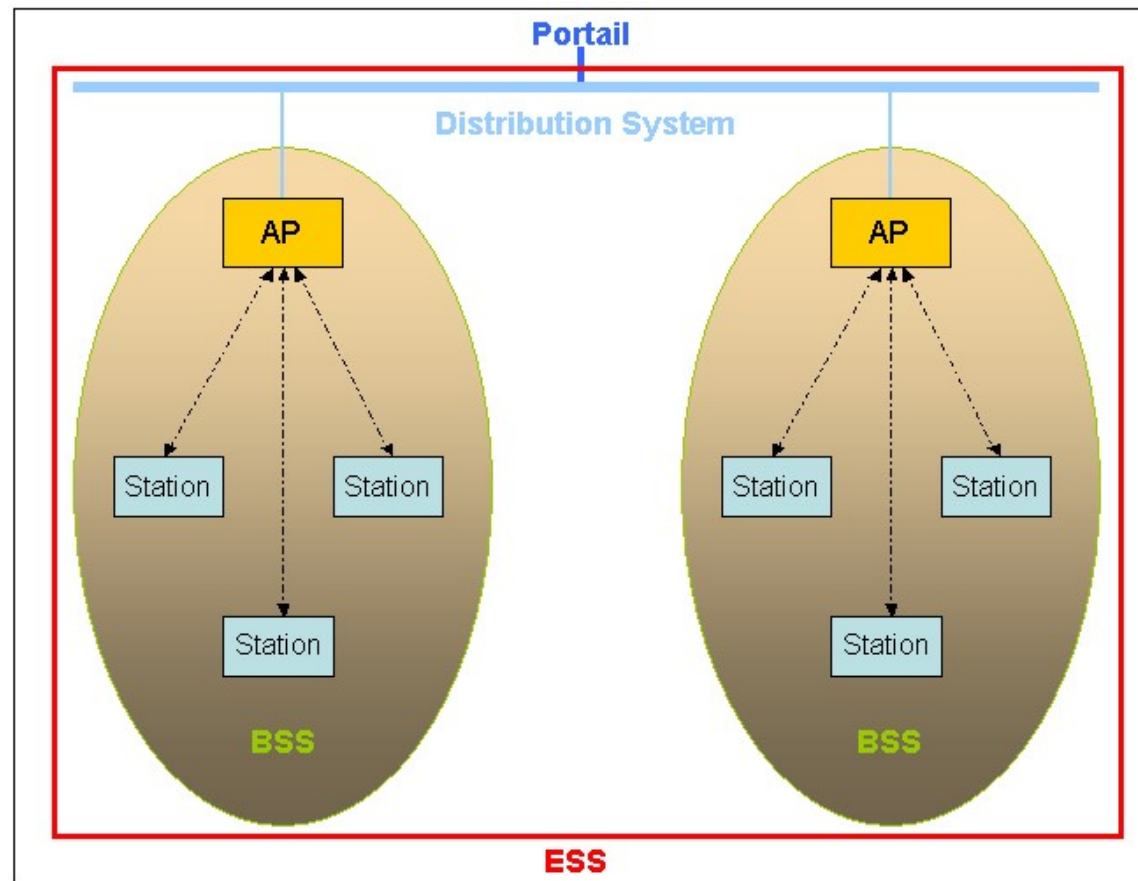 Portail
Distribution System
AP
AP
Station
Station
Station
Station
Station
Station
BSS
BSS
ESS